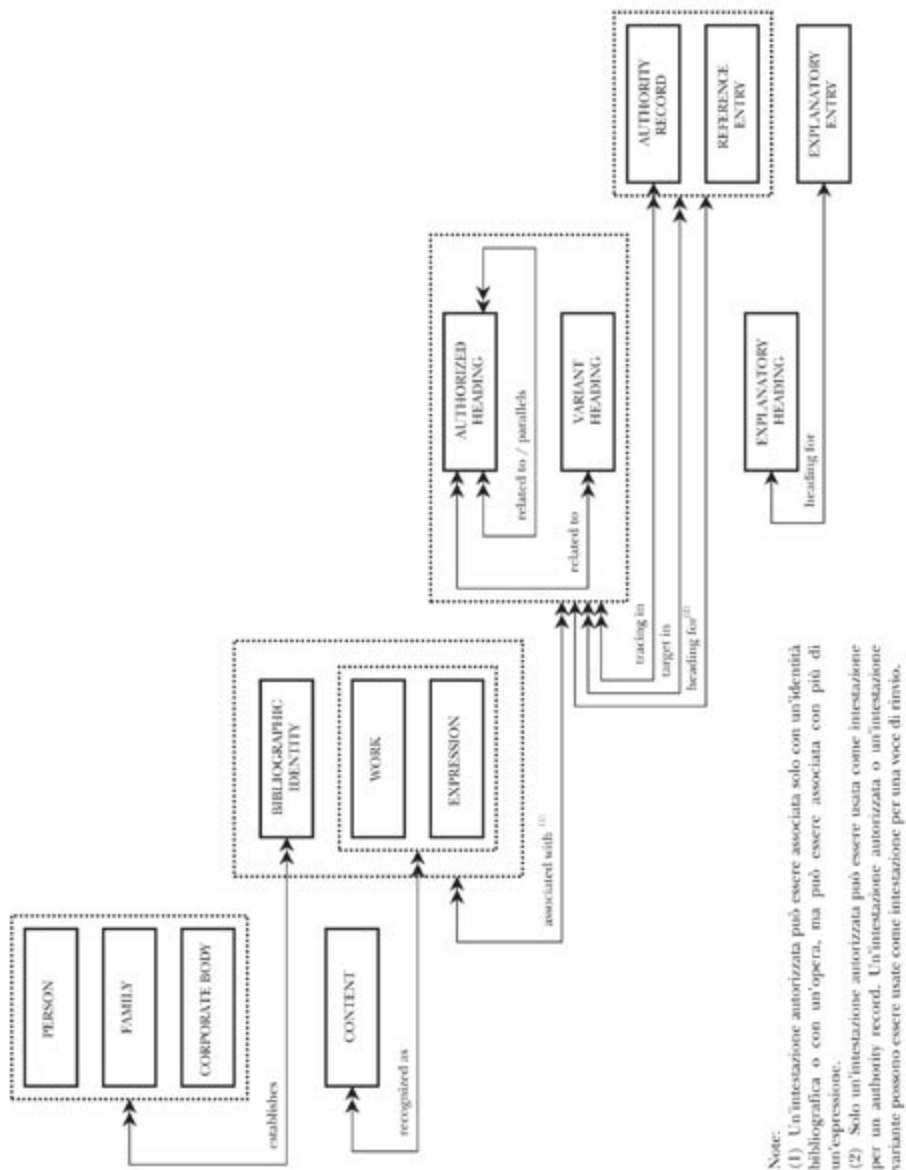 PERSON
FAMILY
CORPORATE BODY
establishes
BIBLIOGRAPHIC
IDENTITY
CONTENT
WORK
EXPRESSION
recognized as
associated with (1)
AUTHORIZED
HEADING
related to / parallels
VARIANT
HEADING
related to
tracing in
target in
heading for (2)
AUTHORITY
RECORD
REFERENCE
ENTRY
EXPLANATORY
HEADING
heading for
EXPLANATORY
ENTRY
Note:
(1) Un'intestazione autorizzata può essere associata solo con un'identità
bibliografica o con un'opera, ma può essere associata con più di
un'espressione.
(2) Solo un'intestazione autorizzata può essere usata come intestazione
per un authority record. Un'intestazione autorizzata o un'intestazione
variante possono essere usate come intestazione per una voce di rinvio.